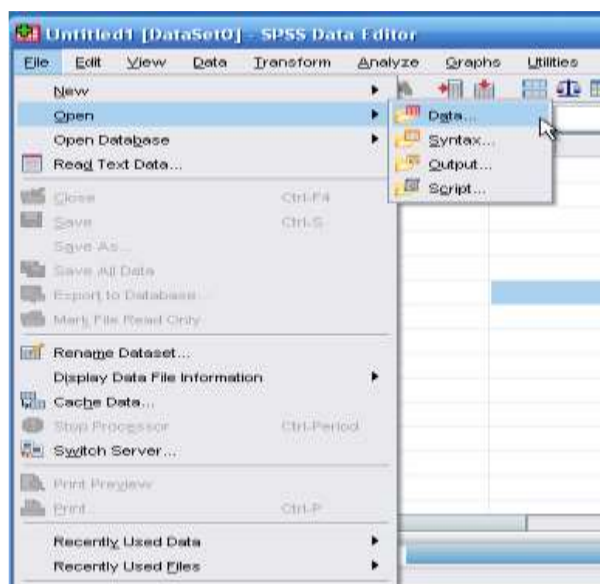 Untitled1 [DataSet0] - SPSS Data Editor
File Edit View Data Transform Analyze Graphs Utilities
New
Open
Open Database
Read Text Data...
Close Ctrl-F4
Save Ctrl-S
Save As...
Save All Data
Export to Database...
Mark File Read Only
Rename Dataset...
Display Data File Information
Cache Data...
Stop Processor Ctrl-Period
Switch Server...
Print Preview
Print... Ctrl-P
Recently Used Data
Recently Used Files
Data...
Syntax...
Output...
Script...